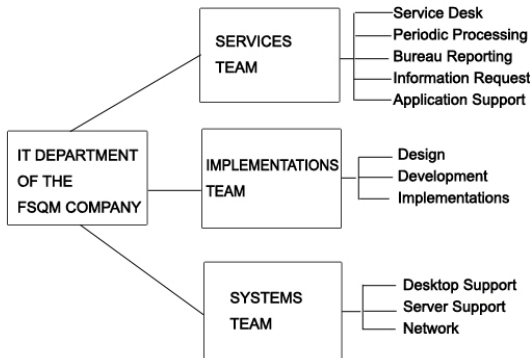 IT DEPARTMENT
OF THE
FSQM COMPANY
SERVICES
TEAM
Service Desk
Periodic Processing
Bureau Reporting
Information Request
Application Support
IMPLEMENTATIONS
TEAM
Design
Development
Implementations
SYSTEMS
TEAM
Desktop Support
Server Support
Network